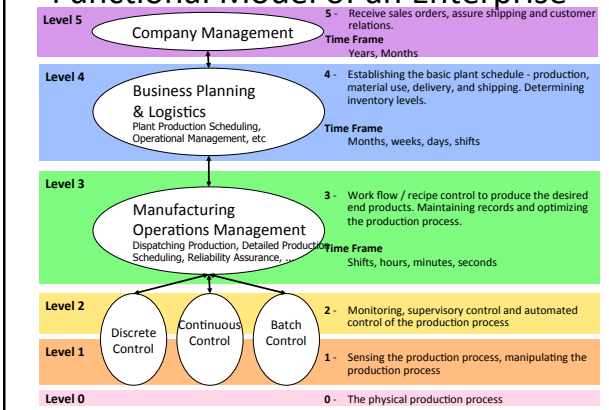 Functional Model of an Enterprise
Level 5
Company Management
5 - Receive sales orders, assure shipping and customer
relations.
Time Frame
Years, Months
Level 4
Business Planning
& Logistics
Plant Production Scheduling,
Operational Management, etc
4 - Establishing the basic plant schedule - production,
material use, delivery, and shipping. Determining
inventory levels.
Time Frame
Months, weeks, days, shifts
Level 3
Manufacturing
Operations Management
Dispatching Production, Detailed Production
Scheduling, Reliability Assurance, ...
3 - Work flow / recipe control to produce the desired
end products. Maintaining records and optimizing
the production process.
Time Frame
Shifts, hours, minutes, seconds
Level 2
Discrete
Control
Continuous
Control
Batch
Control
2 - Monitoring, supervisory control and automated
control of the production process
Level 1
1 - Sensing the production process, manipulating the
production process
Level 0
0 - The physical production process